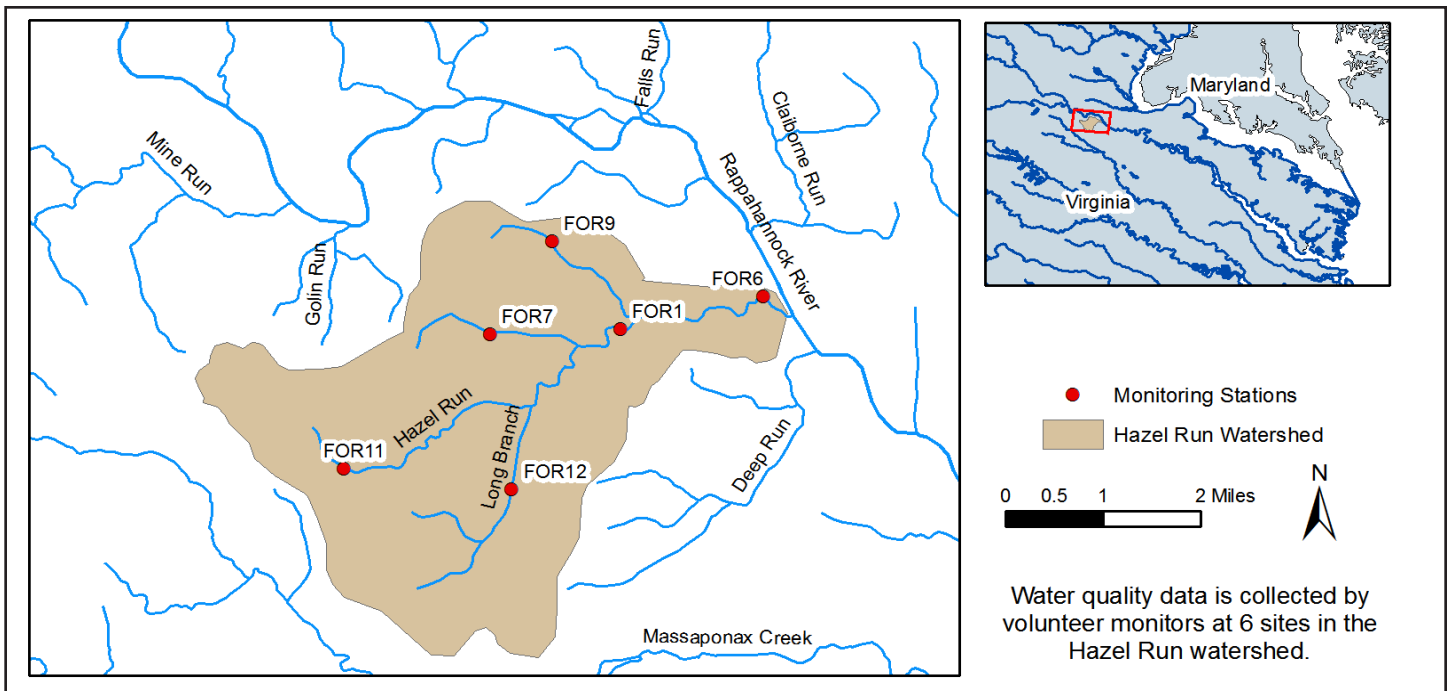 Falls Run
Claiborne Run
Mine Run
Rappahannock River
Golin Run
FOR9
FOR6
FOR7
FOR1
Hazel Run
Long Branch
FOR11
FOR12
Deep Run
Massaponax Creek
Maryland
Virginia
Monitoring Stations
Hazel Run Watershed
0 0.5 1 2 Miles
N
Water quality data is collected by
volunteer monitors at 6 sites in the
Hazel Run watershed.